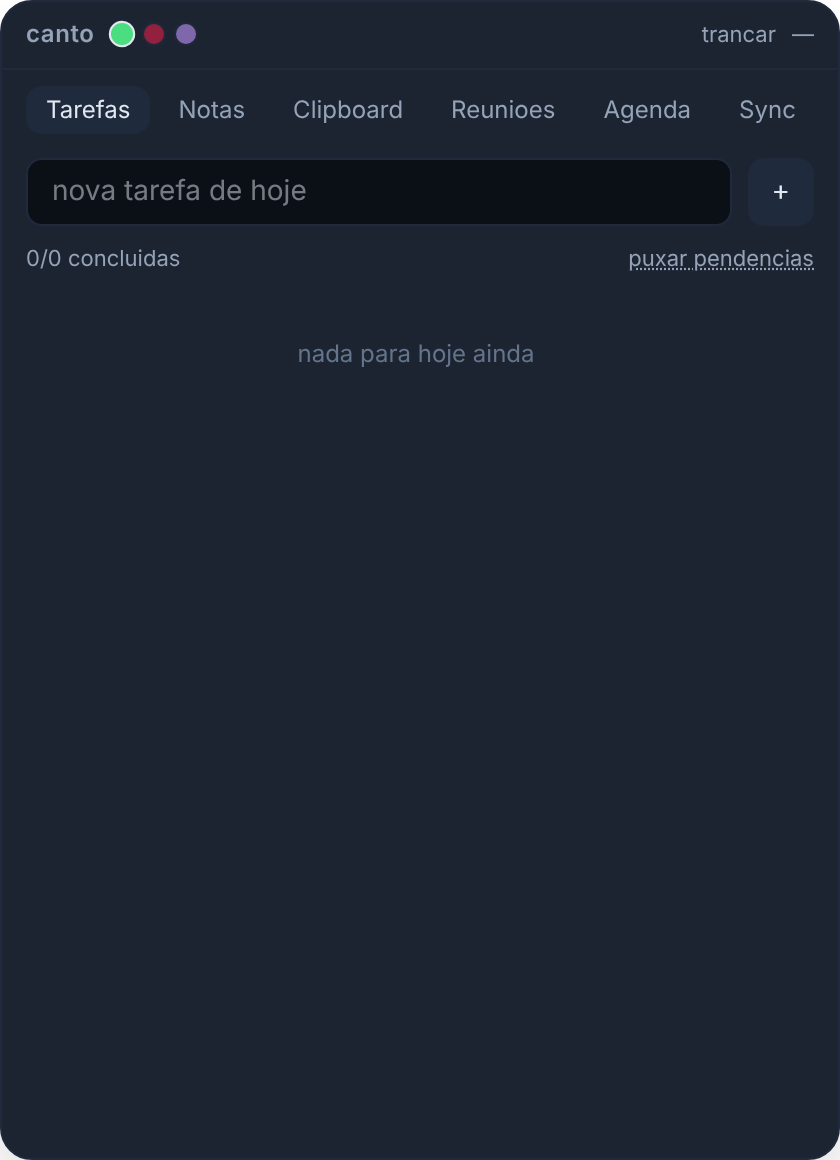 canto trancar —
Tarefas Notas Clipboard Reunioes Agenda Sync
nova tarefa de hoje +
0/0 concluidas puxar pendencias
nada para hoje ainda